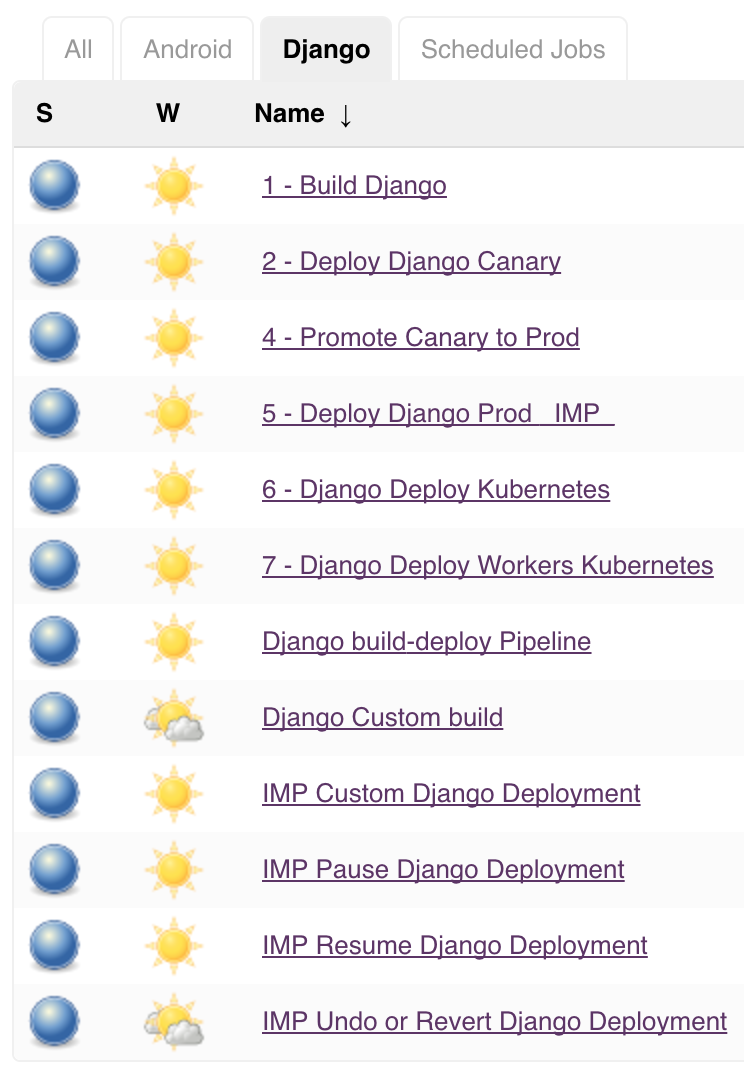 All Android Django Scheduled Jobs
S W Name ↓
1 - Build Django
2 - Deploy Django Canary
4 - Promote Canary to Prod
5 - Deploy Django Prod _IMP_
6 - Django Deploy Kubernetes
7 - Django Deploy Workers Kubernetes
Django build-deploy Pipeline
Django Custom build
IMP Custom Django Deployment
IMP Pause Django Deployment
IMP Resume Django Deployment
IMP Undo or Revert Django Deployment